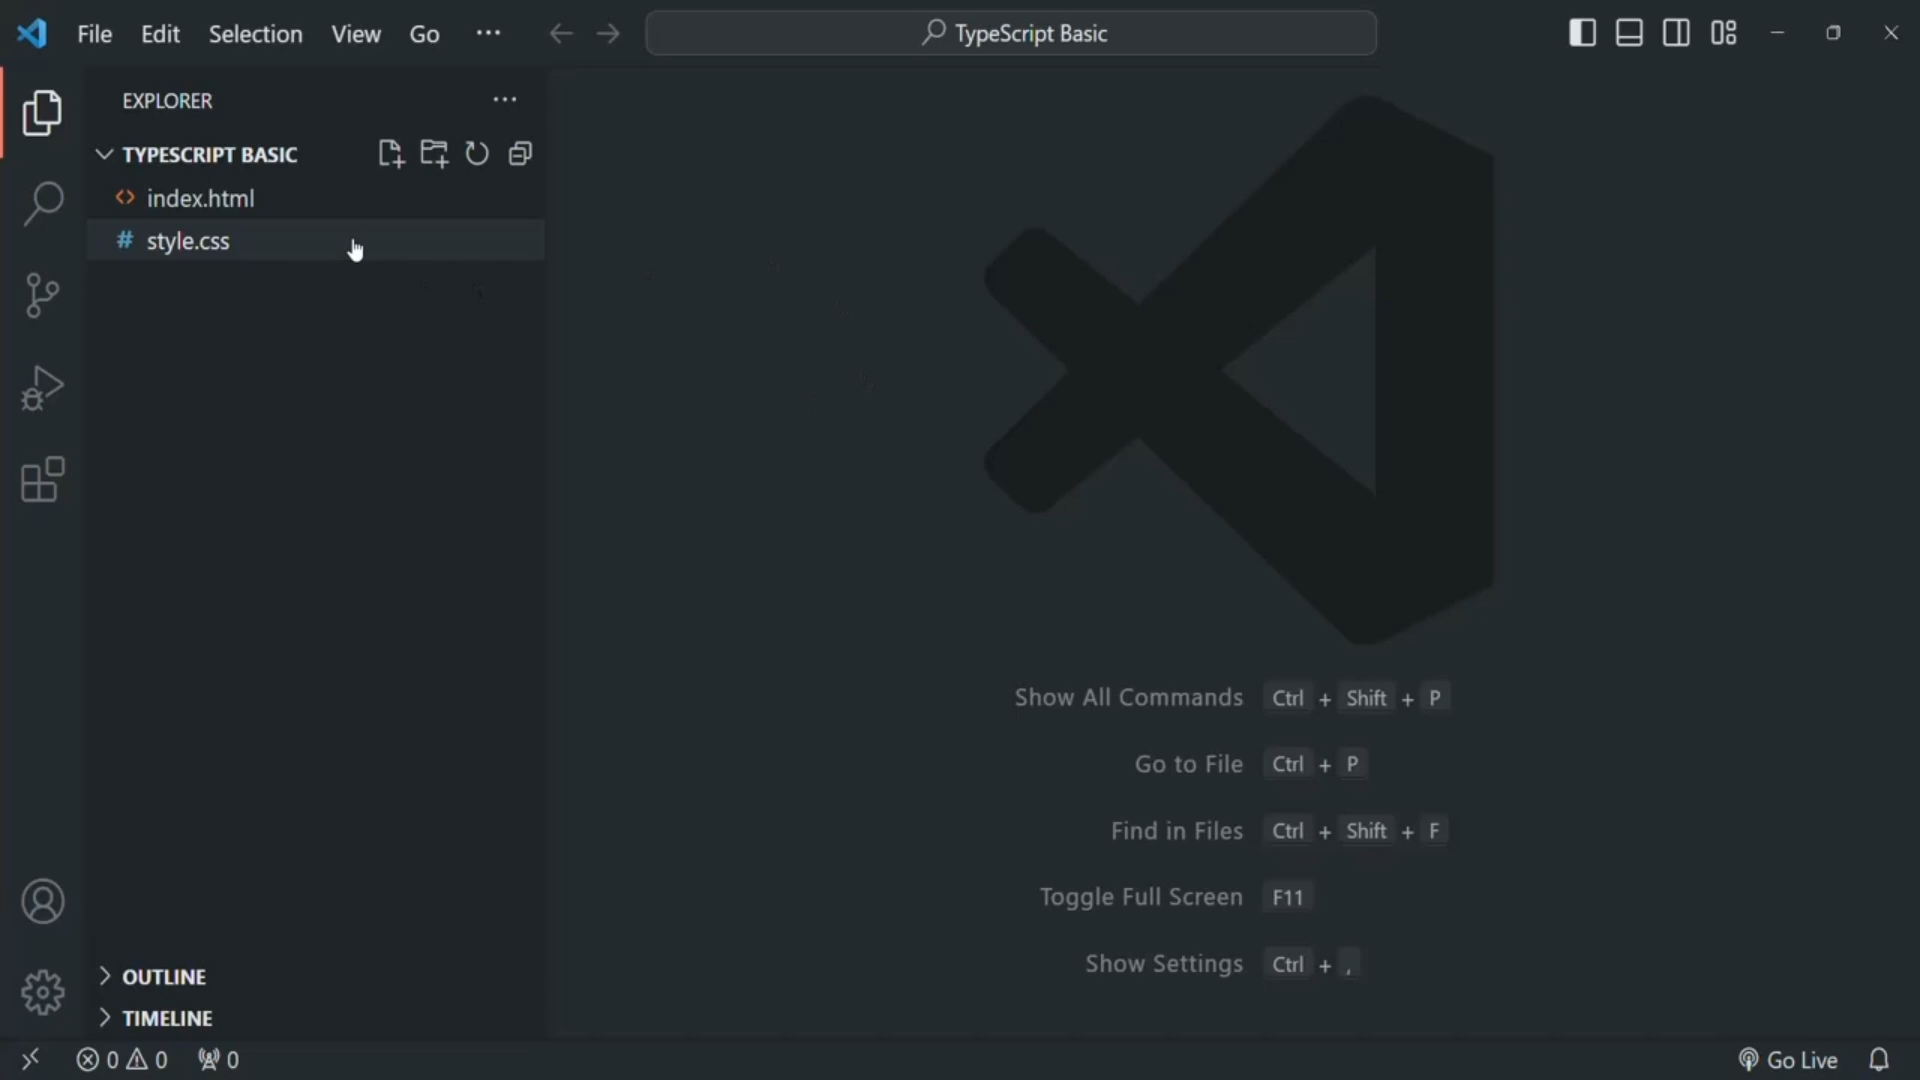 File Edit Selection View Go ··· TypeScript Basic
EXPLORER ···
TYPESCRIPT BASIC
<> index.html
# style.css
Show All Commands Ctrl + Shift + P
Go to File Ctrl + P
Find in Files Ctrl + Shift + F
Toggle Full Screen F11
Show Settings Ctrl + ,
OUTLINE
TIMELINE
0 0 0 Go Live